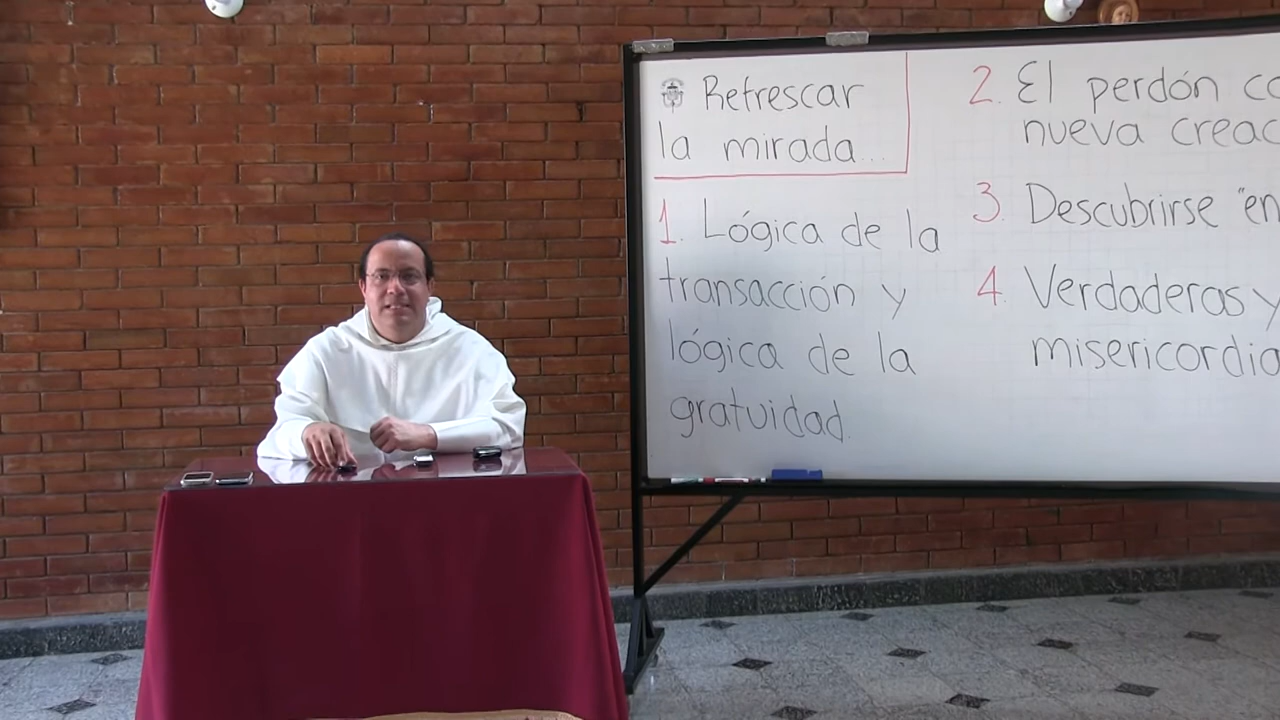 Refrescar
la mirada...
1. Lógica de la
transacción y
lógica de la
gratuidad.
2. El perdón co
nueva creac
3. Descubrirse "en
4. Verdaderas y
misericordia